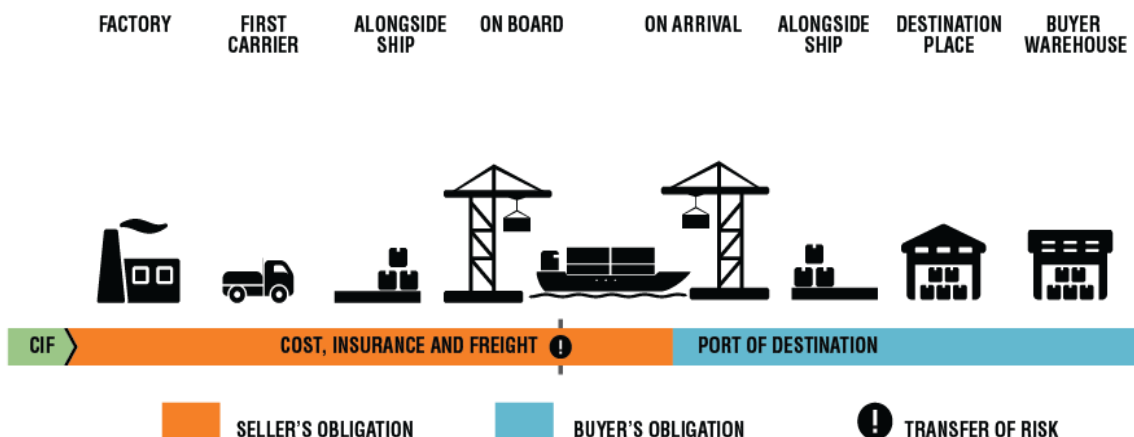 FACTORY
FIRST
CARRIER
ALONGSIDE
SHIP
ON BOARD
ON ARRIVAL
ALONGSIDE
SHIP
DESTINATION
PLACE
BUYER
WAREHOUSE
CIF
COST, INSURANCE AND FREIGHT
!
PORT OF DESTINATION
SELLER'S OBLIGATION
BUYER'S OBLIGATION
!
TRANSFER OF RISK